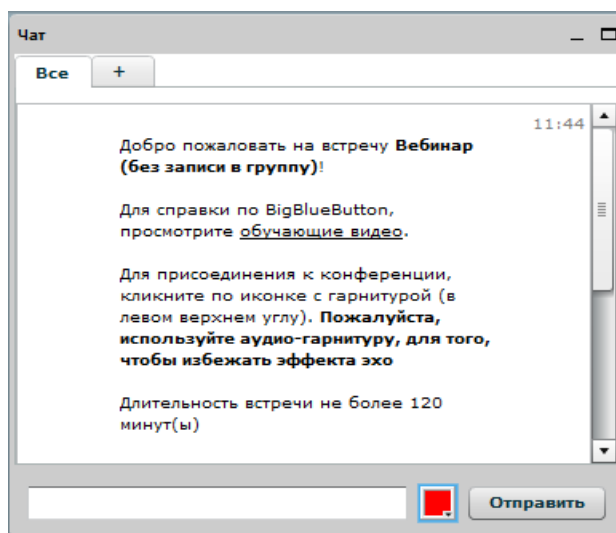 Чат
Все +
11:44
Добро пожаловать на встречу Вебинар
(без записи в группу)!
Для справки по BigBlueButton,
просмотрите обучающие видео.
Для присоединения к конференции,
кликните по иконке с гарнитурой (в
левом верхнем углу). Пожалуйста,
используйте аудио-гарнитуру, для того,
чтобы избежать эффекта эхо
Длительность встречи не более 120
минут(ы)
Отправить